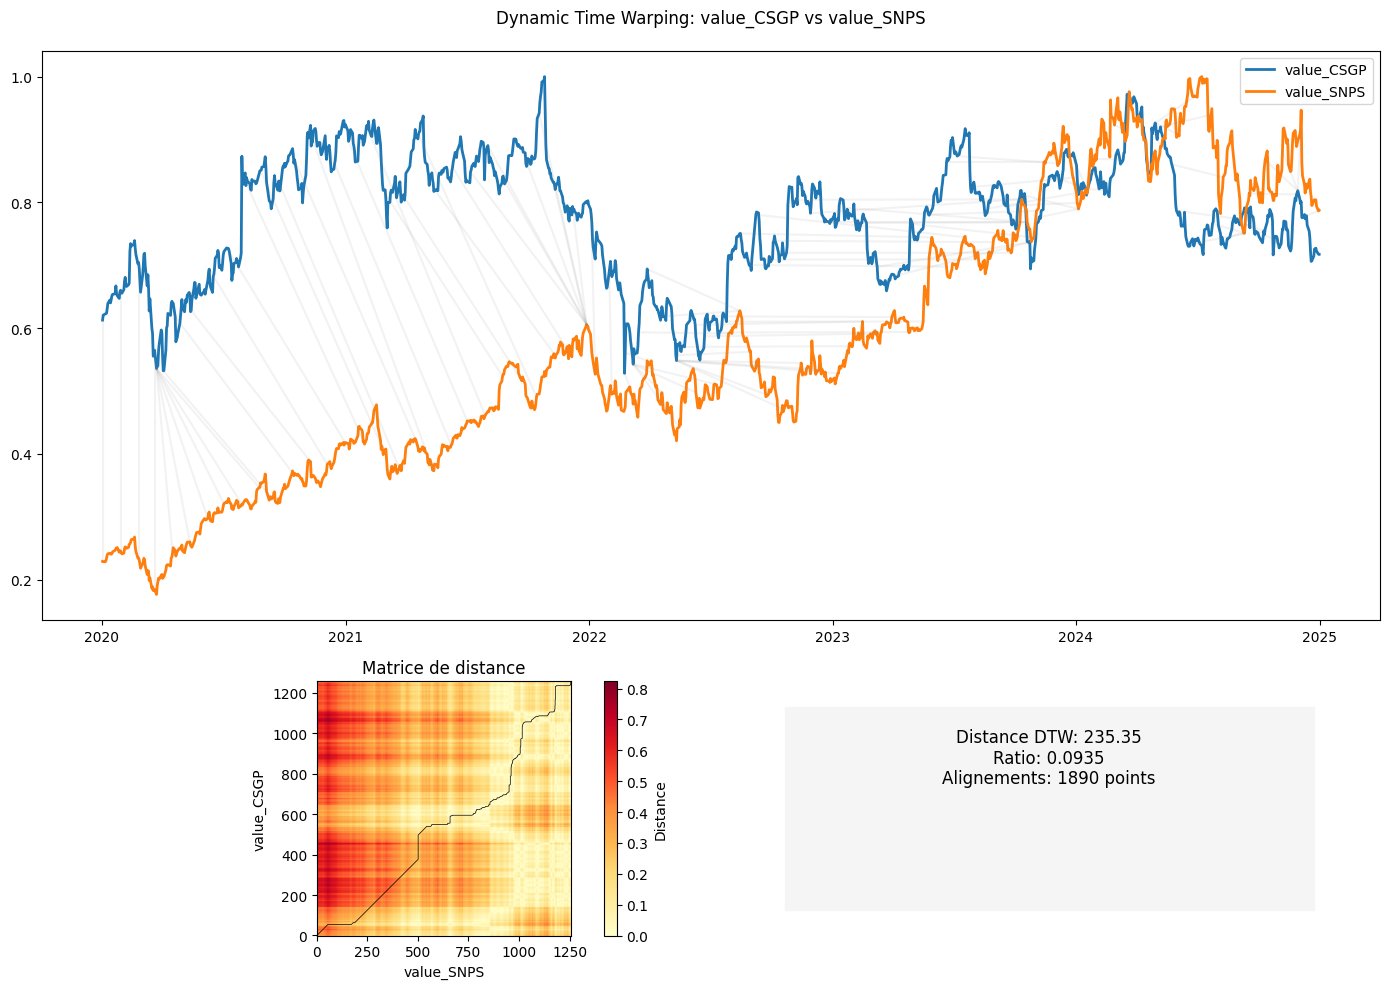 Dynamic Time Warping: value_CSGP vs value_SNPS
value_CSGP
value_SNPS
1.0
0.8
0.6
0.4
0.2
2020 2021 2022 2023 2024 2025
Matrice de distance
value_CSGP
1200
1000
800
600
400
200
0
0 250 500 750 1000 1250
value_SNPS
0.8
0.7
0.6
0.5
0.4
0.3
0.2
0.1
0.0
Distance
Distance DTW: 235.35
Ratio: 0.0935
Alignements: 1890 points